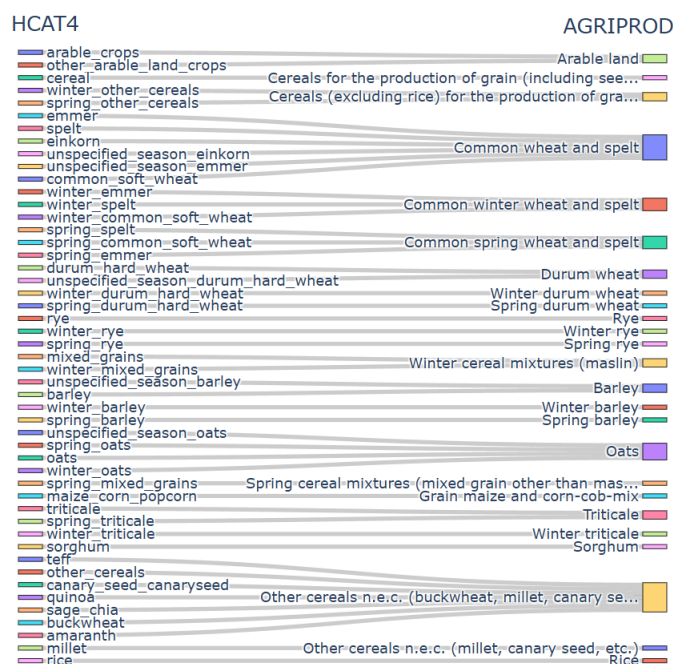 HCAT4
AGRIPROD
arable_crops
other_arable_land_crops
cereal
winter_other_cereals
spring_other_cereals
emmer
spelt
einkorn
unspecified_season_einkorn
unspecified_season_emmer
common_soft_wheat
winter_emmer
winter_spelt
winter_common_soft_wheat
spring_spelt
spring_common_soft_wheat
spring_emmer
durum_hard_wheat
unspecified_season_durum_hard_wheat
winter_durum_hard_wheat
spring_durum_hard_wheat
rye
winter_rye
spring_rye
mixed_grains
winter_mixed_grains
unspecified_season_barley
barley
winter_barley
spring_barley
unspecified_season_oats
spring_oats
oats
winter_oats
spring_mixed_grains
maize_corn_popcorn
triticale
spring_triticale
winter_triticale
sorghum
teff
other_cereals
canary_seed_canaryseed
quinoa
sage_chia
buckwheat
amaranth
millet
rice
Arable land
Cereals for the production of grain (including see...
Cereals (excluding rice) for the production of gra...
Common wheat and spelt
Common winter wheat and spelt
Common spring wheat and spelt
Durum wheat
Winter durum wheat
Spring durum wheat
Rye
Winter rye
Spring rye
Winter cereal mixtures (maslin)
Barley
Winter barley
Spring barley
Oats
Spring cereal mixtures (mixed grain other than mas...
Grain maize and corn-cob-mix
Triticale
Winter triticale
Sorghum
Other cereals n.e.c. (buckwheat, millet, canary se...
Other cereals n.e.c. (millet, canary seed, etc.)
Rice